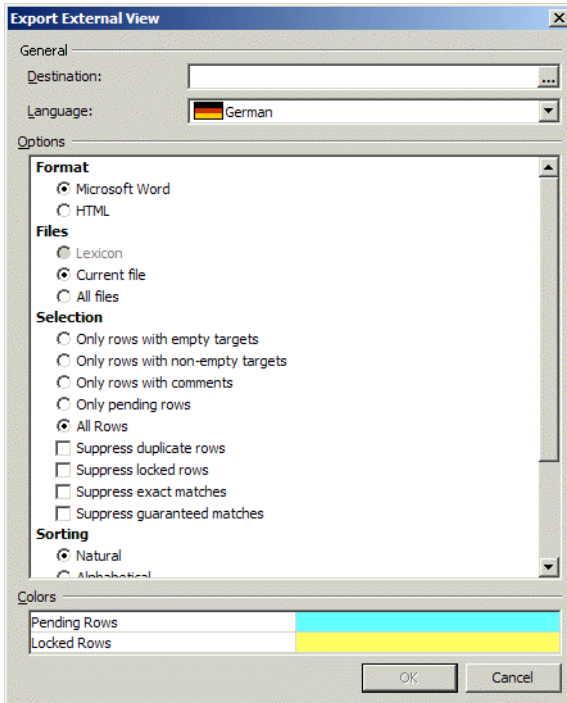 Export External View
General
Destination:
...
Language: German
Options
Format
Microsoft Word
HTML
Files
Lexicon
Current file
All files
Selection
Only rows with empty targets
Only rows with non-empty targets
Only rows with comments
Only pending rows
All Rows
Suppress duplicate rows
Suppress locked rows
Suppress exact matches
Suppress guaranteed matches
Sorting
Natural
Alphabetical
Colors
Pending Rows
Locked Rows
OK Cancel